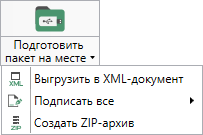 Подготовить
пакет на месте
XML
Выгрузить в XML-документ
Подписать все
ZIP
Создать ZIP-архив